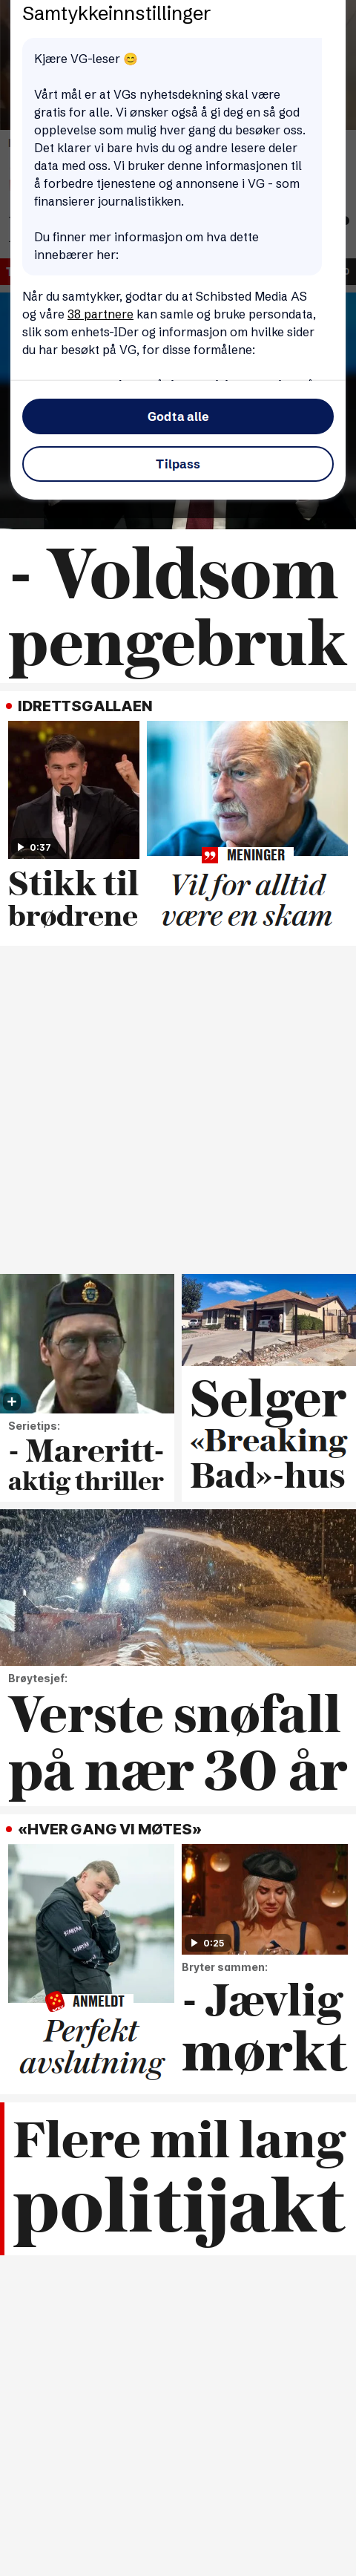 Samtykkeinnstillinger
Kjære VG-leser 😊
Vårt mål er at VGs nyhetsdekning skal være
gratis for alle. Vi ønsker også å gi deg en så god
opplevelse som mulig hver gang du besøker oss.
Det klarer vi bare hvis du og andre lesere deler
data med oss. Vi bruker denne informasjonen til
å forbedre tjenestene og annonsene i VG - som
finansierer journalistikken.
Du finner mer informasjon om hva dette
innebærer her:
Når du samtykker, godtar du at Schibsted Media AS
og våre 38 partnere kan samle og bruke persondata,
slik som enhets-IDer og informasjon om hvilke sider
du har besøkt på VG, for disse formålene:
Godta alle
Tilpass
- Voldsom
pengebruk
IDRETTSGALLAEN
0:37
Stikk til
brødrene
MENINGER
Vil for alltid
være en skam
Serietips:
- Mareritt-
aktig thriller
Selger
«Breaking
Bad»-hus
Brøytesjef:
Verste snøfall
på nær 30 år
«HVER GANG VI MØTES»
ANMELDT
Perfekt
avslutning
0:25
Bryter sammen:
- Jævlig
mørkt
Flere mil lang
politijakt